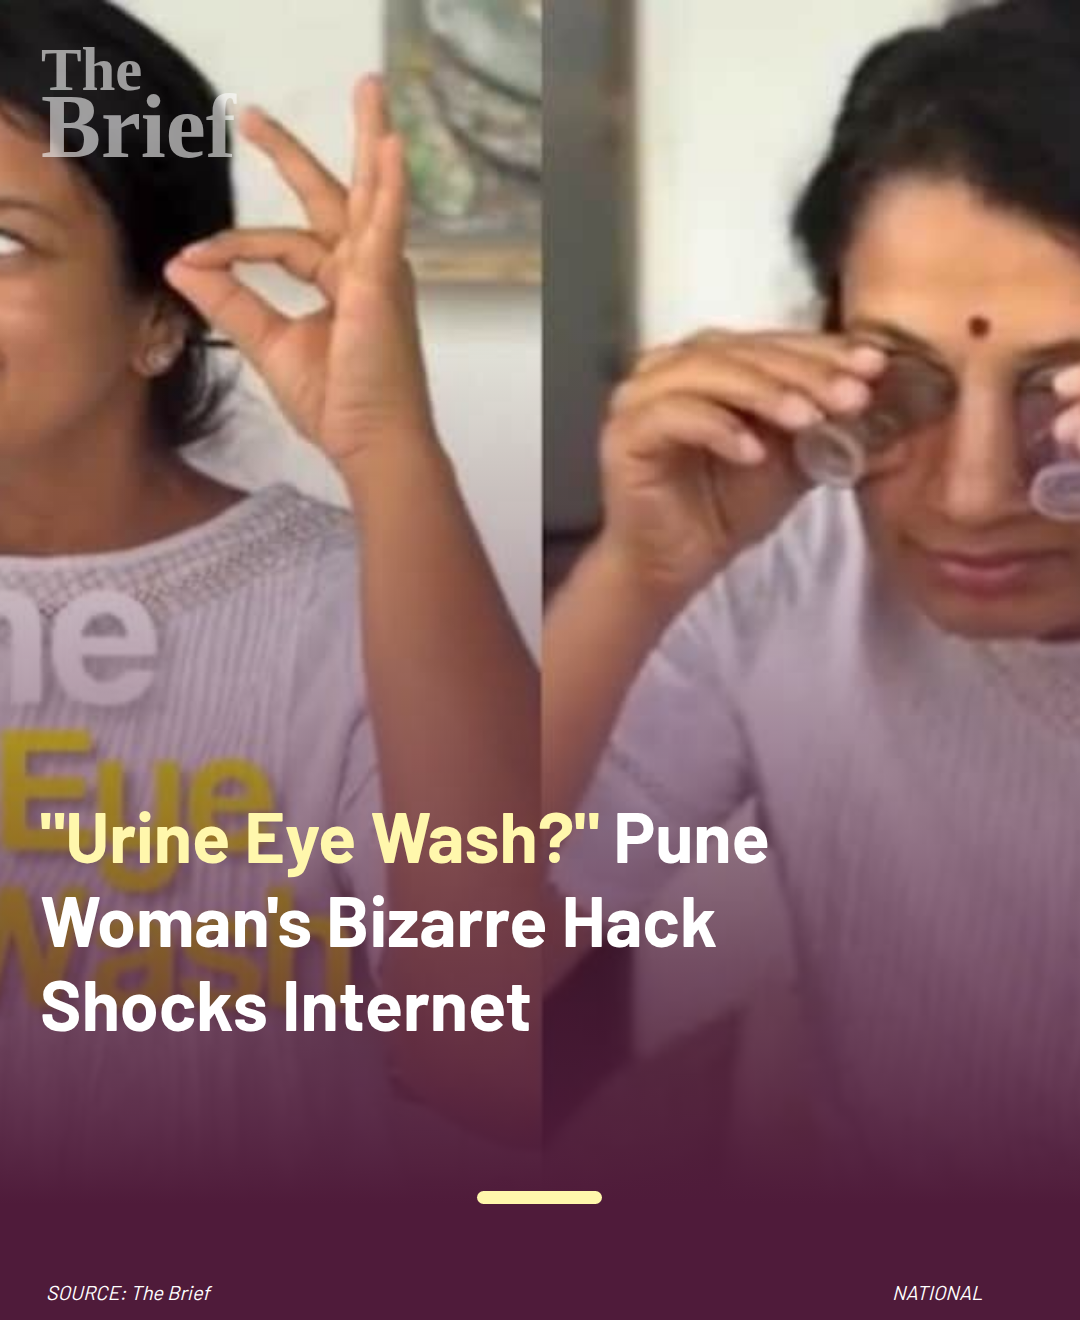 The
Brief
ne
Eye
Wash
"Urine Eye Wash?" Pune
Woman's Bizarre Hack
Shocks Internet
SOURCE: The Brief
NATIONAL